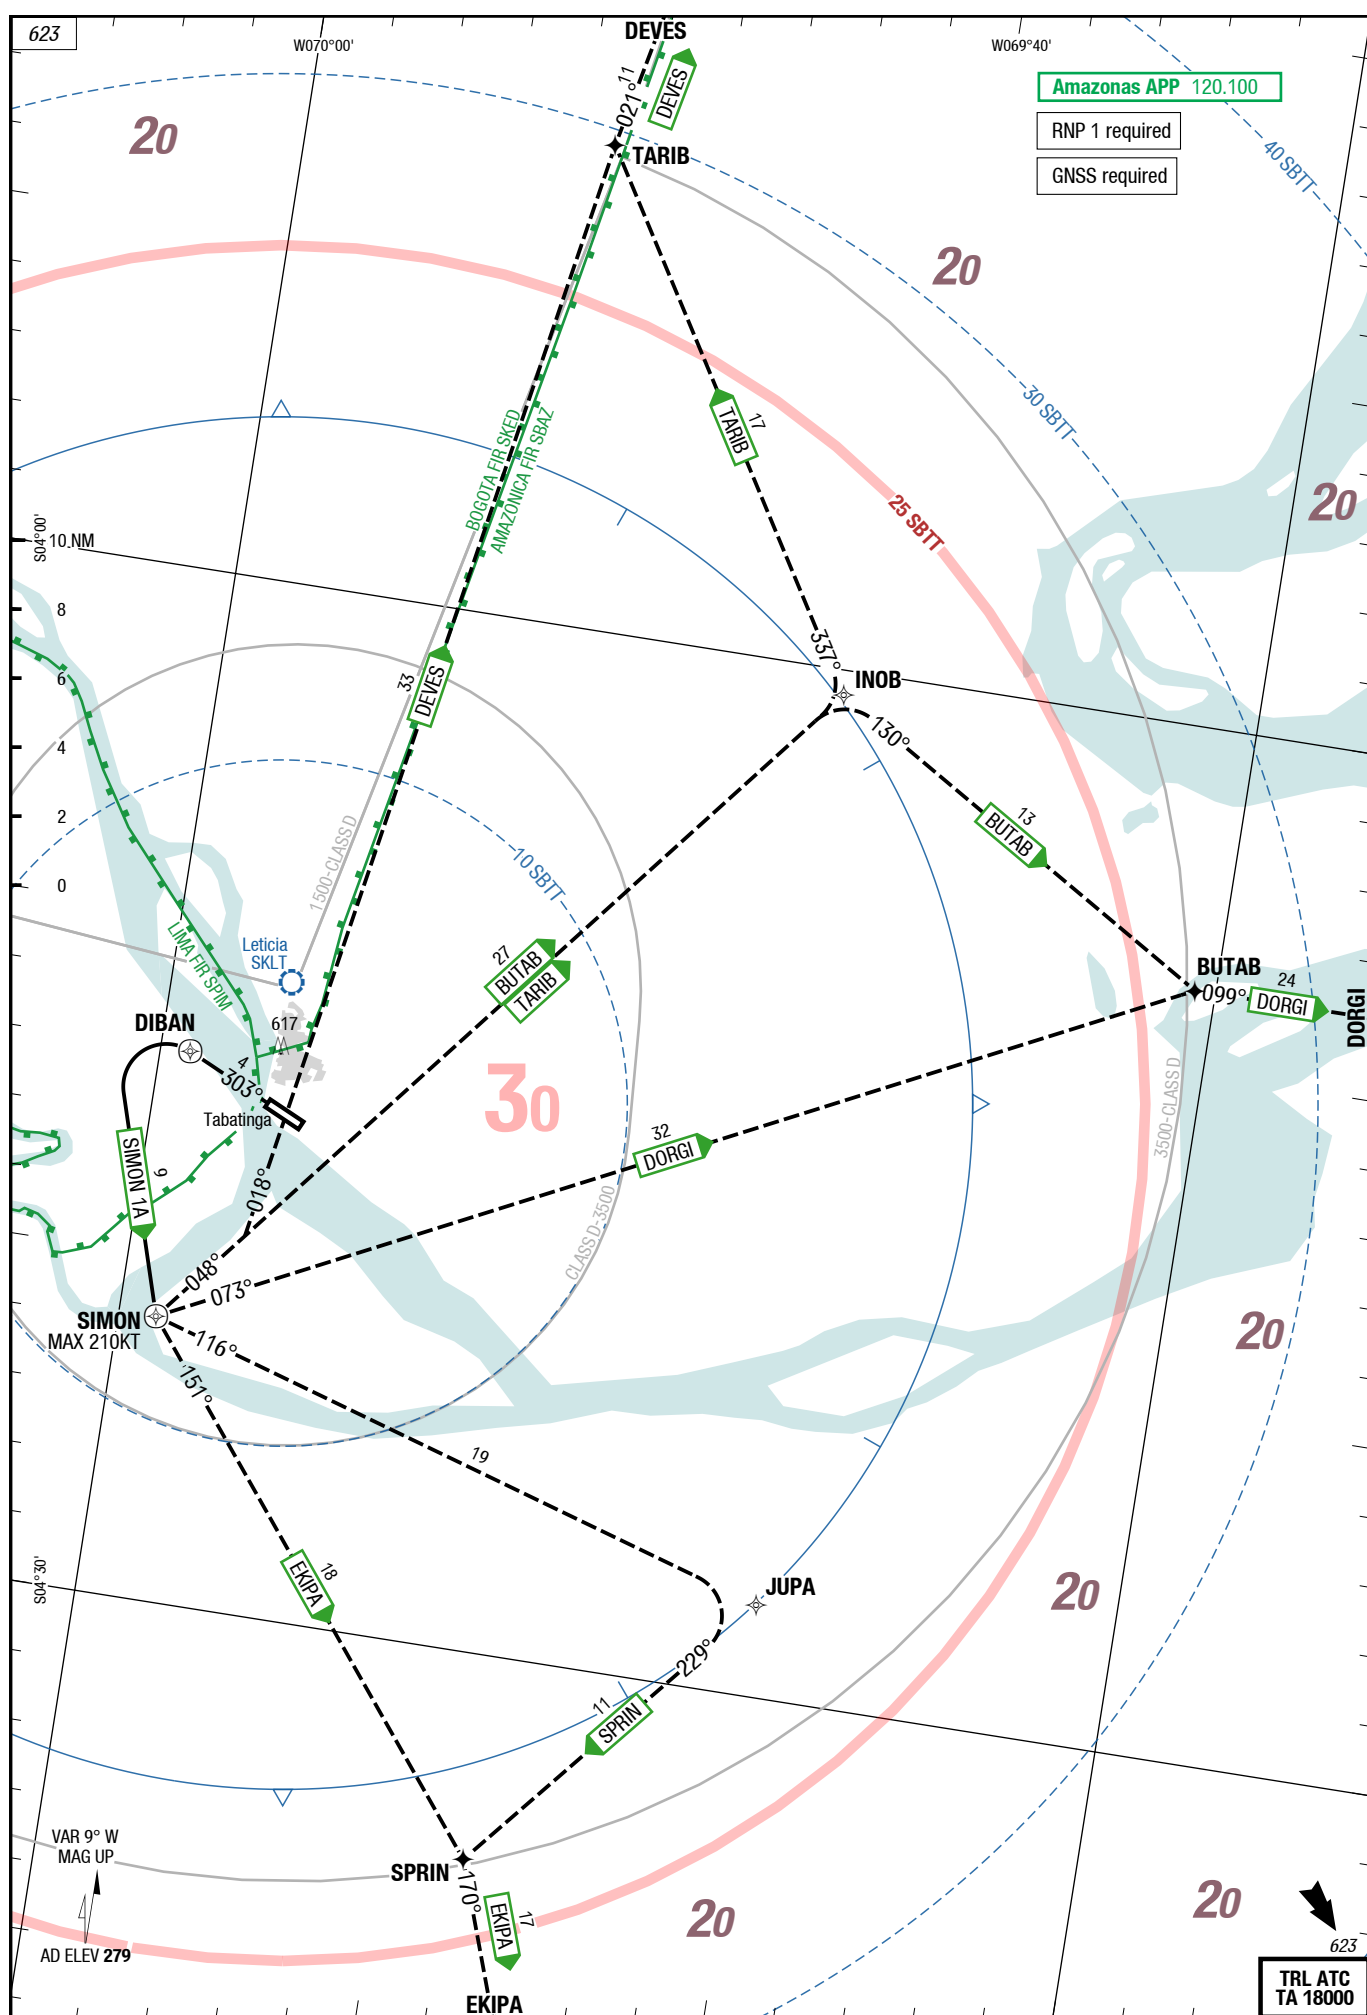 623
W070°00'
DEVES
W069°40'
Amazonas APP 120.100
RNP 1 required
GNSS required
20
11
021°
DEVES
TARIB
40 SBTT
20
17
TARIB
30 SBTT
25 SBTT
20
BOGOTA FIR SKED
AMAZONICA FIR SBAZ
S04°00'
10 NM
8
6
4
2
0
337°
INOB
130°
33
DEVES
13
BUTAB
1500-CLASS D
10 SBTT
LIMA FIR SPIM
Leticia
SKLT
27
BUTAB
TARIB
BUTAB
099°
24
DORGI
DORGI
617
DIBAN
4
303°
Tabatinga
30
32
DORGI
3500-CLASS D
SIMON 1A
9
018°
CLASS D-3500
048°
073°
SIMON
MAX 210KT
116°
151°
20
19
S04°30'
18
EKIPA
JUPA
20
229°
11
SPRIN
VAR 9° W
MAG UP
SPRIN
170°
17
EKIPA
20
20
AD ELEV 279
623
EKIPA
TRL ATC
TA 18000